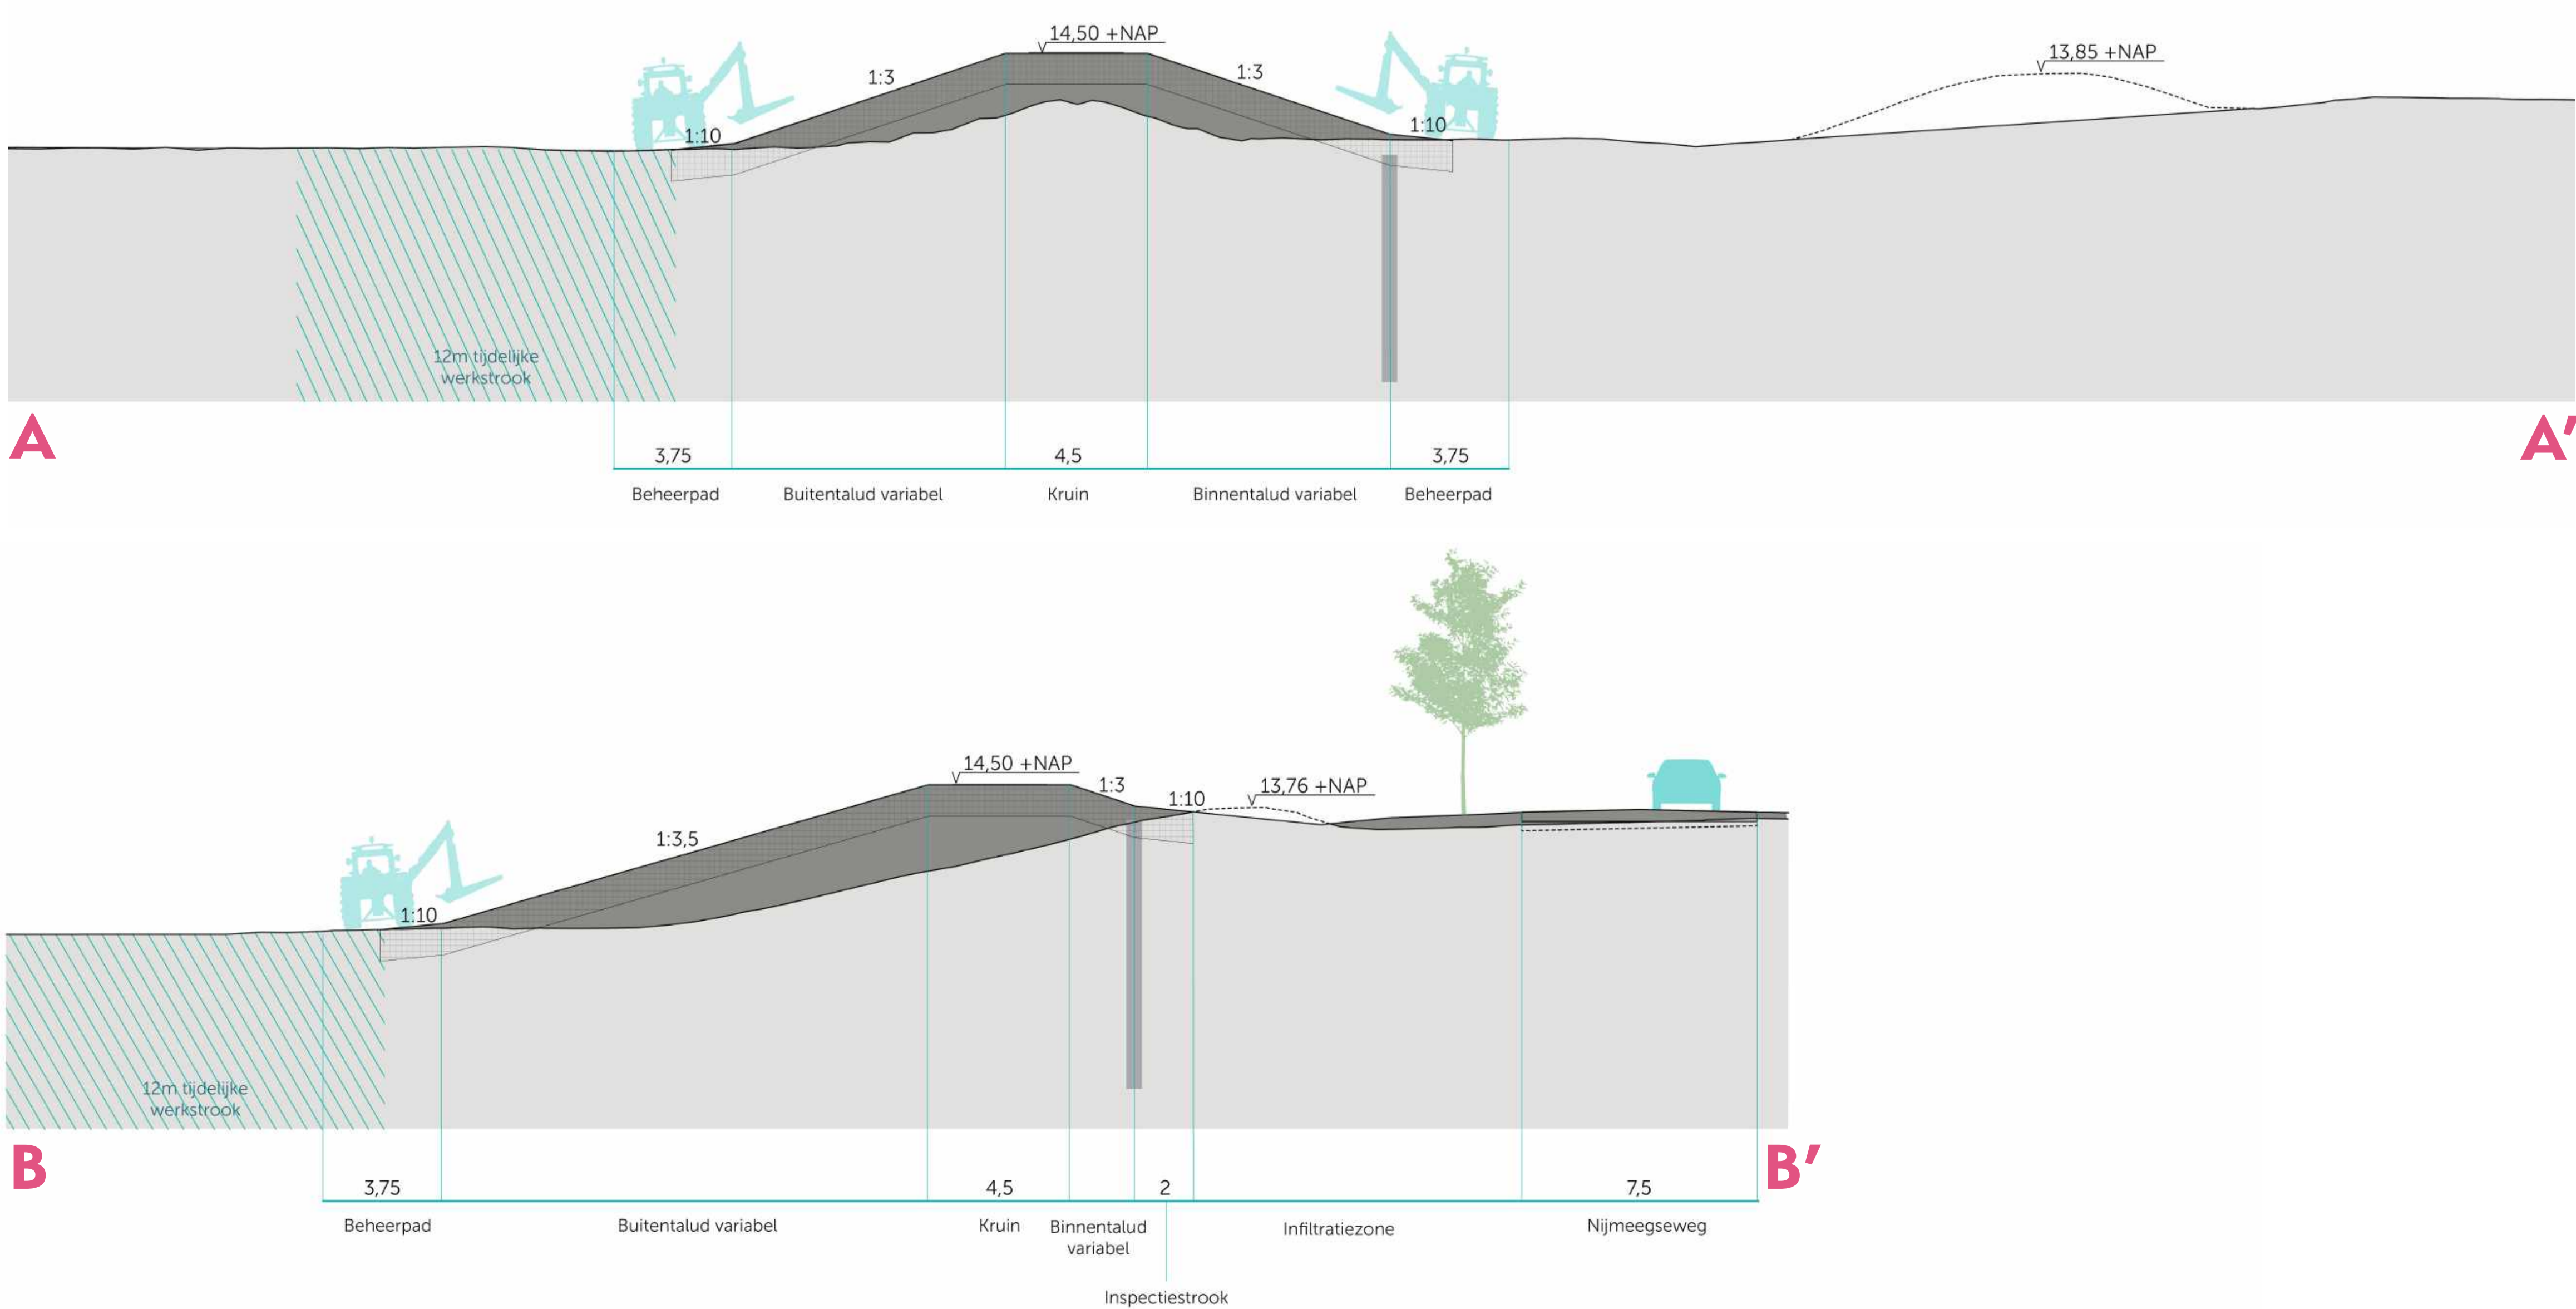 14,50 +NAP
13,85 +NAP
1:3
1:3
1:10
1:10
12m tijdelijke
werkstrook
A
A'
3,75
4,5
3,75
Beheerpad
Buitentalud variabel
Kruin
Binnentalud variabel
Beheerpad
14,50 +NAP
1:3
13,76 +NAP
1:10
1:3,5
1:10
12m tijdelijke
werkstrook
B
B'
3,75
4,5
2
7,5
Beheerpad
Buitentalud variabel
Kruin
Binnentalud
variabel
Infiltratiezone
Nijmeegseweg
Inspectiestrook